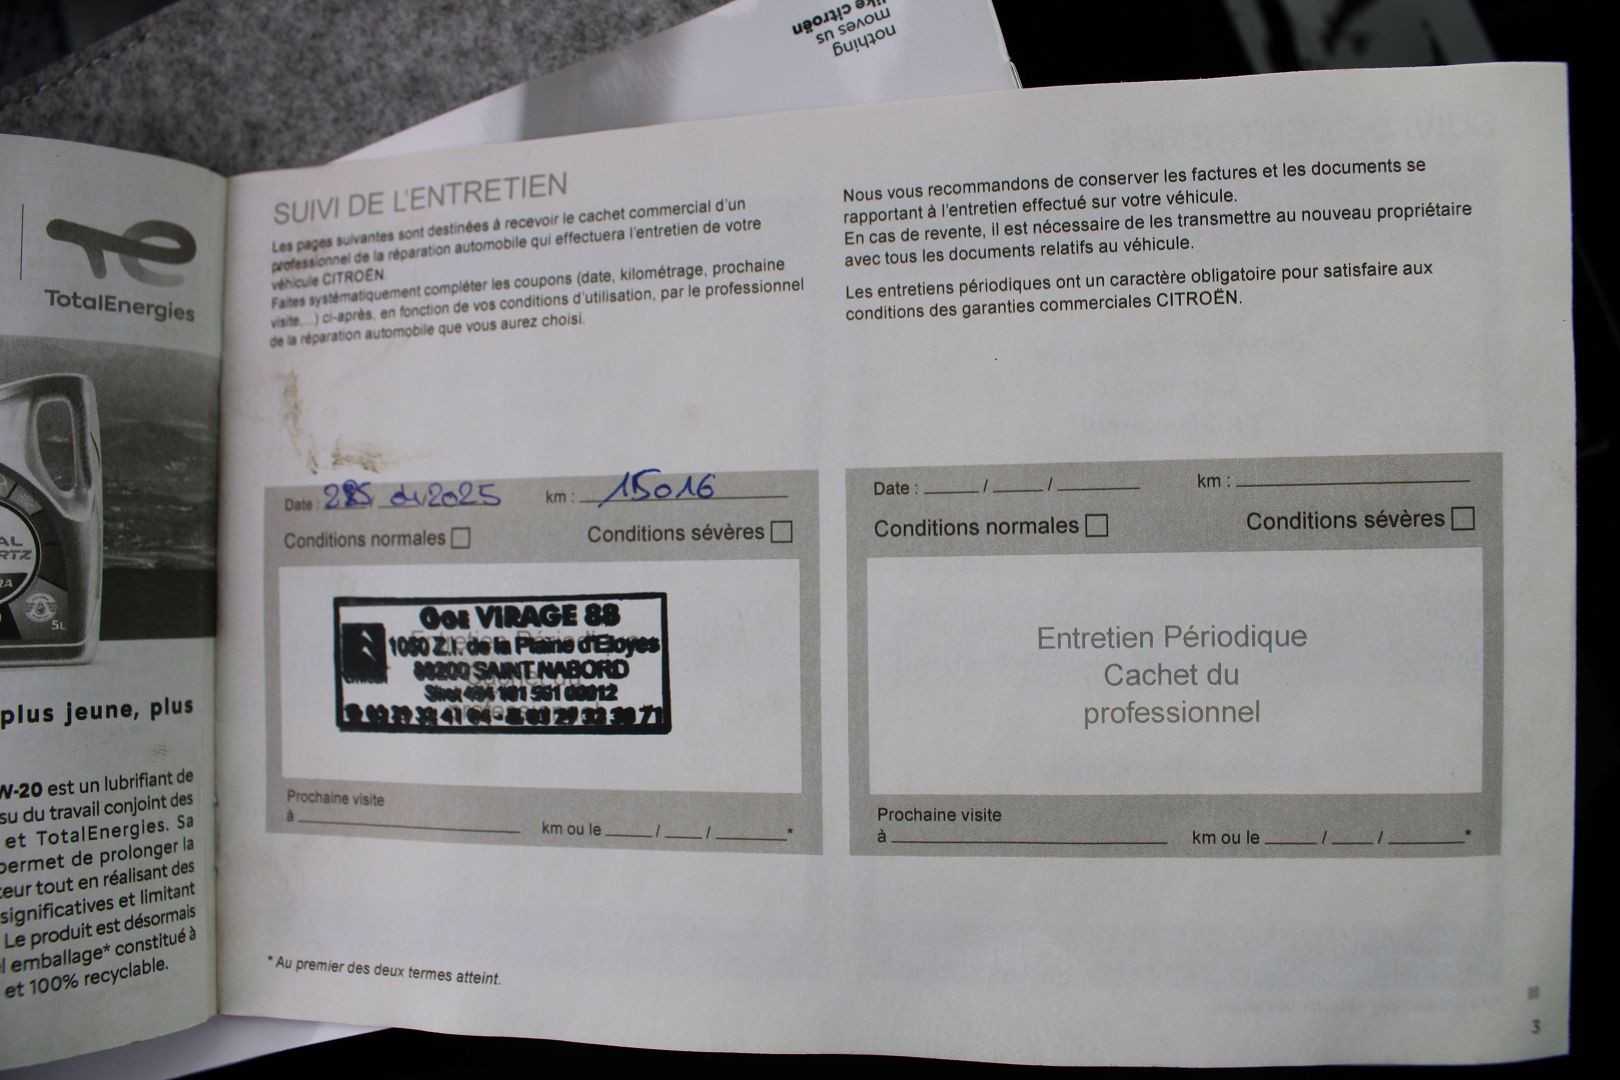 nothing
moves us
like citroën
TotalEnergies
5L
plus jeune, plus
W-20 est un lubrifiant de
su du travail conjoint des
et TotalEnergies. Sa
permet de prolonger la
teur tout en réalisant des
significatives et limitant
Le produit est désormais
l emballage* constitué à
et 100% recyclable.
SUIVI DE L'ENTRETIEN
Les pages suivantes sont destinées à recevoir le cachet commercial d'un
professionnel de la réparation automobile qui effectuera l'entretien de votre
véhicule CITROËN.
Faites systématiquement compléter les coupons (date, kilométrage, prochaine
visite,...) ci-après, en fonction de vos conditions d'utilisation, par le professionnel
de la réparation automobile que vous aurez choisi.
Date : 2025 km : 15016
Conditions normales Conditions sévères
VIRAGE 88
1050 Z.I. de la Plaine d'Eloyes
88200 SAINT NABORD
Siret
Prochaine visite
à km ou le / / *
* Au premier des deux termes atteint.
Nous vous recommandons de conserver les factures et les documents se
rapportant à l'entretien effectué sur votre véhicule.
En cas de revente, il est nécessaire de les transmettre au nouveau propriétaire
avec tous les documents relatifs au véhicule.
Les entretiens périodiques ont un caractère obligatoire pour satisfaire aux
conditions des garanties commerciales CITROËN.
Date : / / km :
Conditions normales Conditions sévères
Entretien Périodique
Cachet du
professionnel
Prochaine visite
à km ou le / / *
3